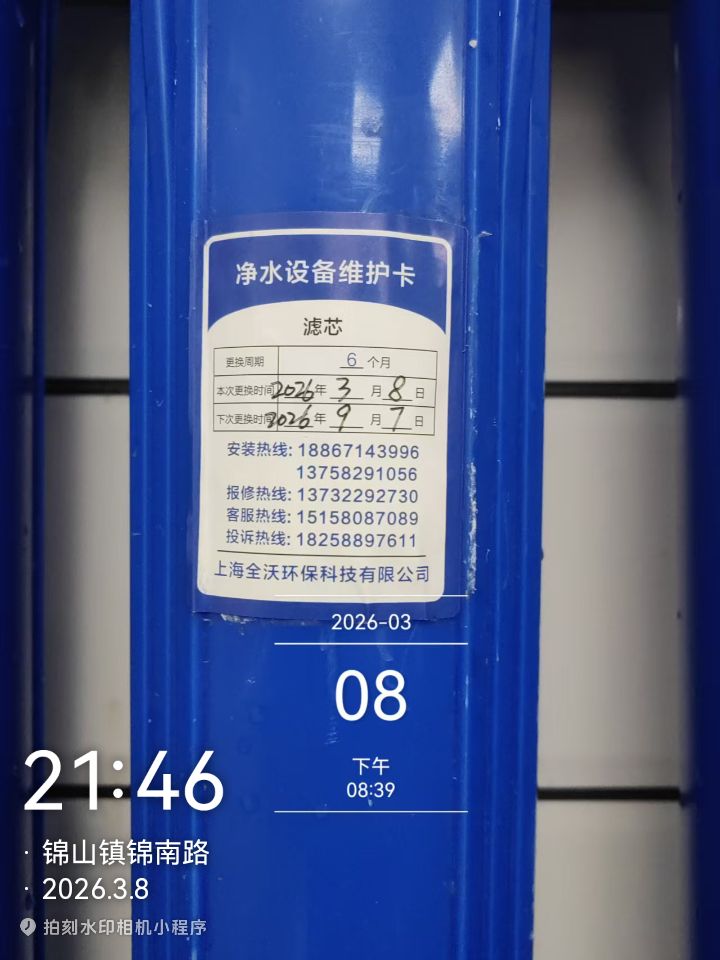 净水设备维护卡
滤芯
更换周期 6 个月
本次更换时间 2026 年 3 月 8 日
下次更换时间 2026 年 9 月 7 日
安装热线: 18867143996
13758291056
报修热线: 13732292730
客服热线: 15158087089
投诉热线: 18258897611
上海全沃环保科技有限公司
2026-03
08
下午
08:39
21:46
· 锦山镇锦南路
· 2026.3.8
拍刻水印相机小程序